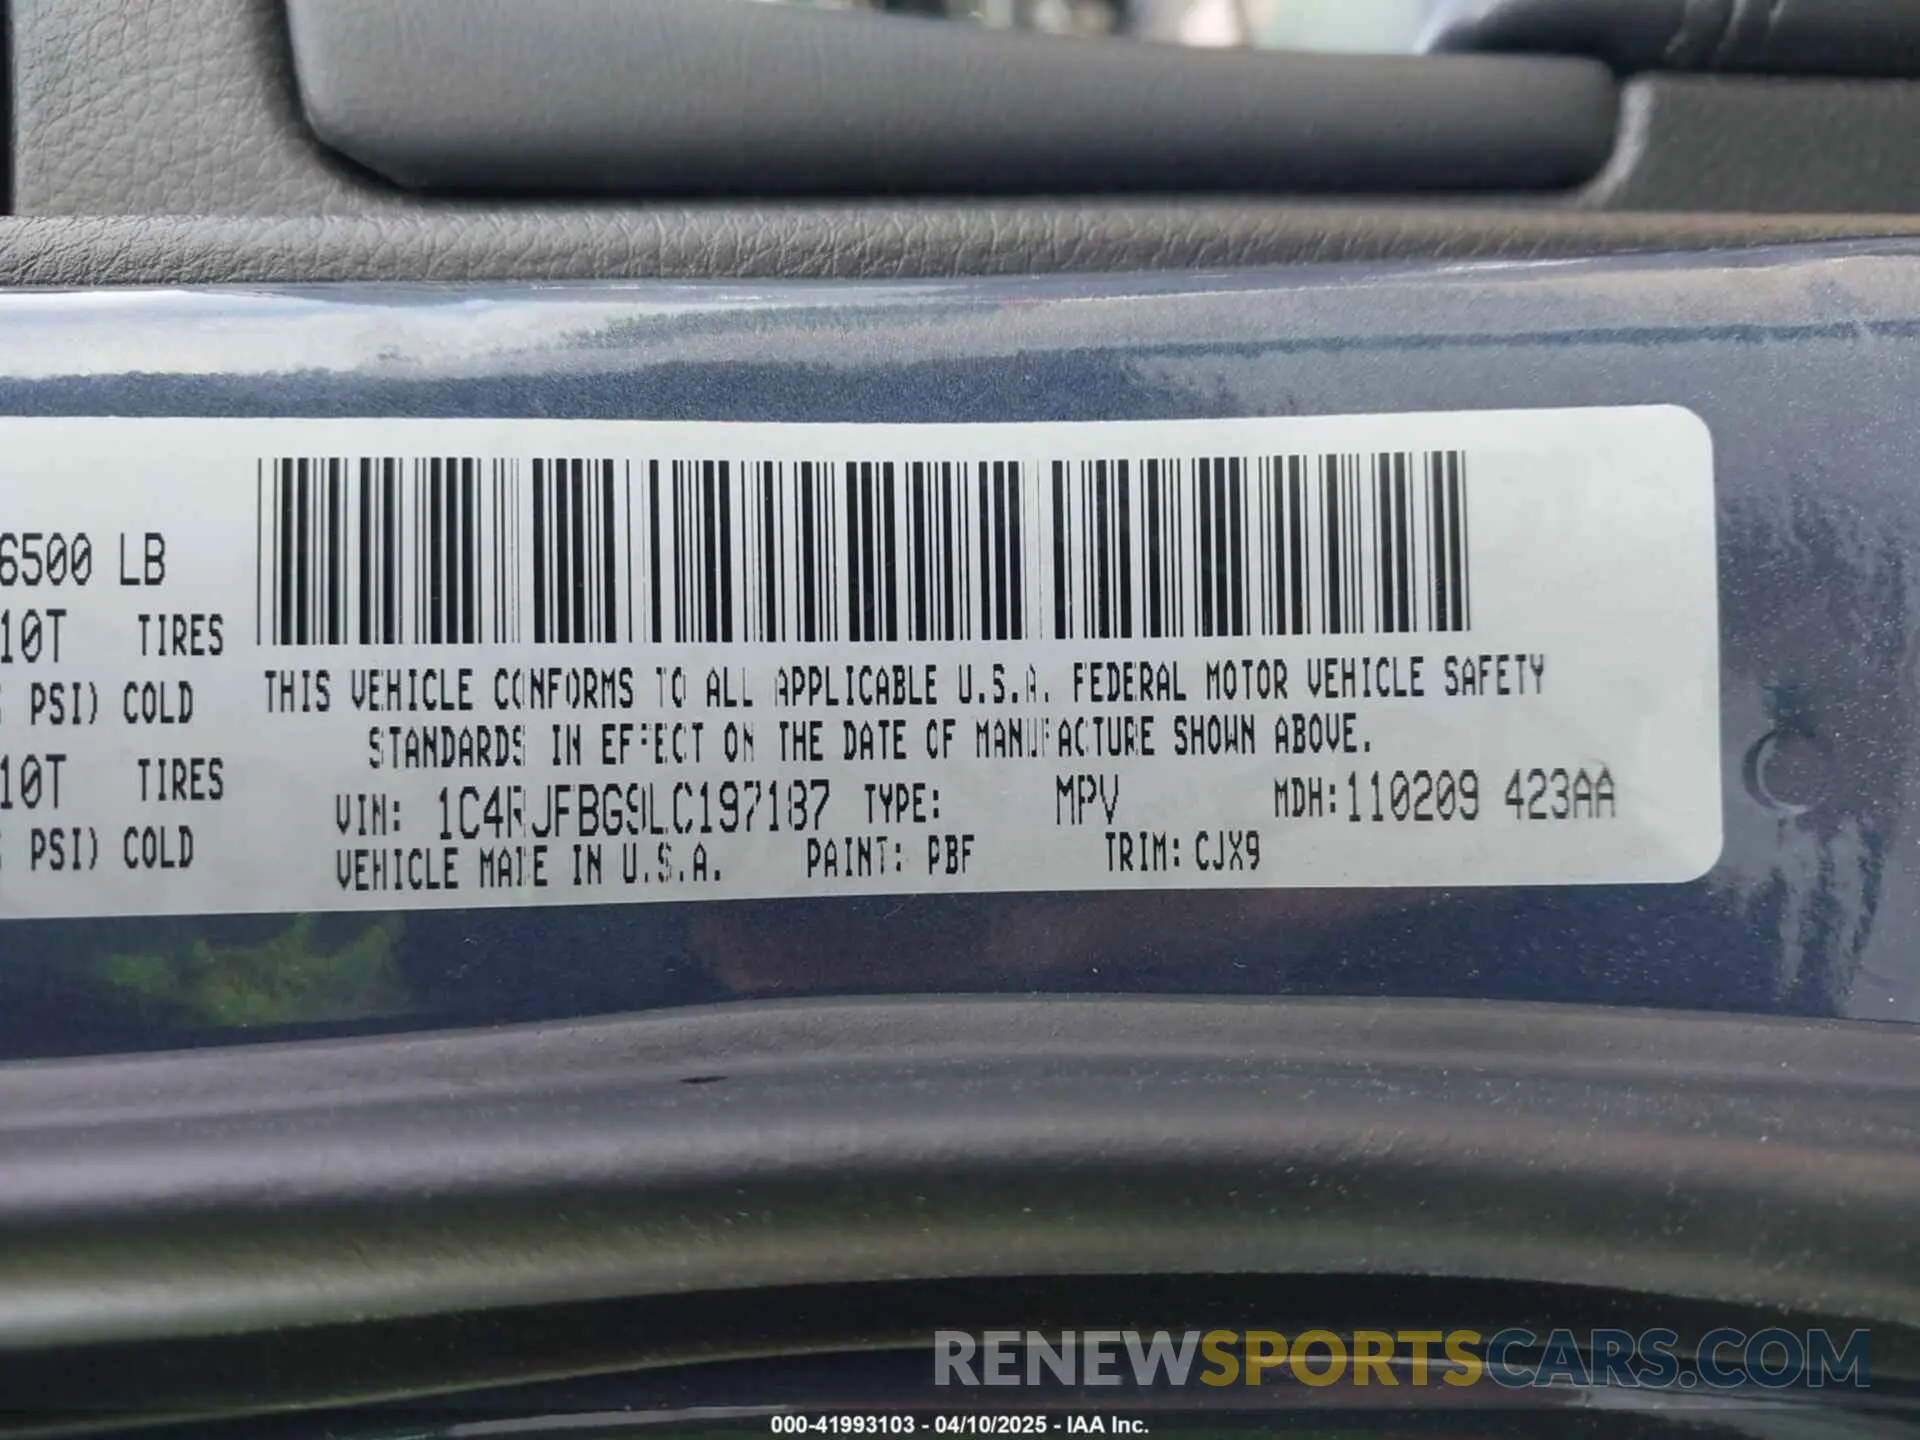 6500 LB
10T TIRES
PSI) COLD
10T TIRES
PSI) COLD
THIS VEHICLE CONFORMS TO ALL APPLICABLE U.S.A. FEDERAL MOTOR VEHICLE SAFETY
STANDARDS IN EFFECT ON THE DATE OF MANUFACTURE SHOWN ABOVE.
VIN: 1C4RJFBG9LC197187 TYPE: MPV MDH:110209 423AA
VEHICLE MADE IN U.S.A. PAINT: PBF TRIM: CJX9
RENEWSPORTSCARS.COM
000-41993103 - 04/10/2025 - IAA Inc.